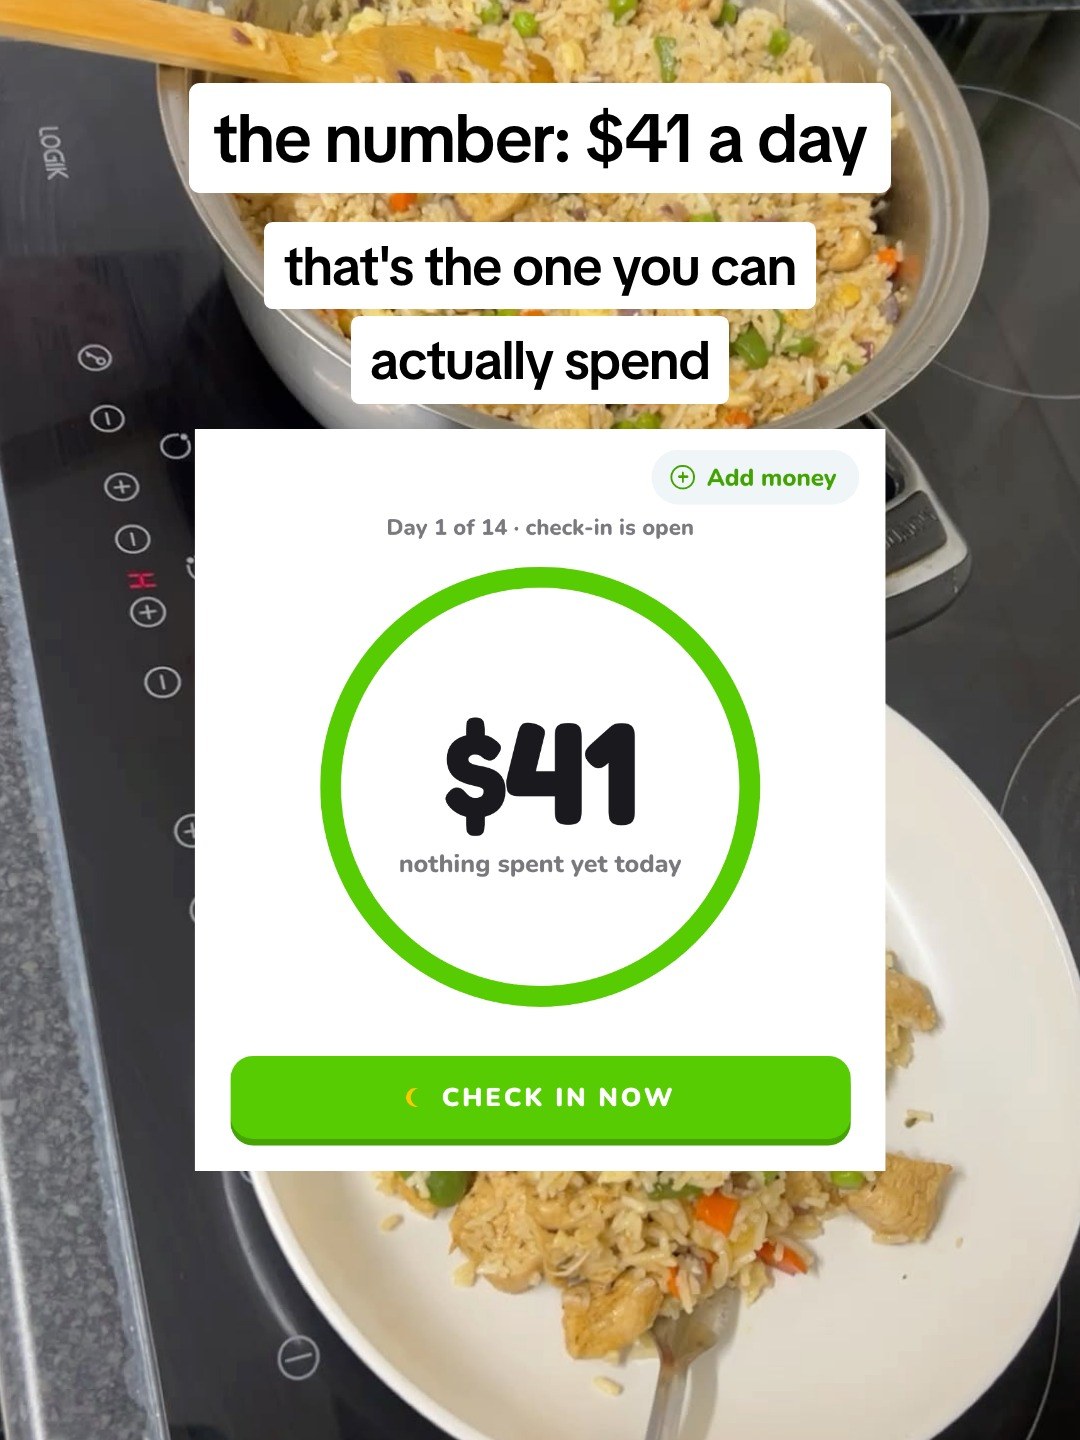 the number: $41 a day
that's the one you can
actually spend
LOGIK
Add money
Day 1 of 14 · check-in is open
$41
nothing spent yet today
CHECK IN NOW